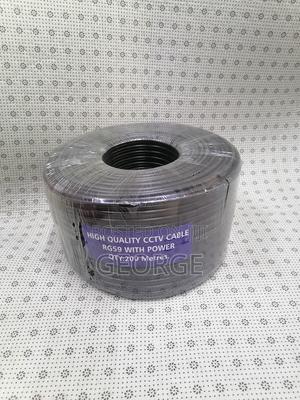 HIGH QUALITY CCTV CABLE
RG59 WITH POWER
GEORGE
QTY:200 Metres